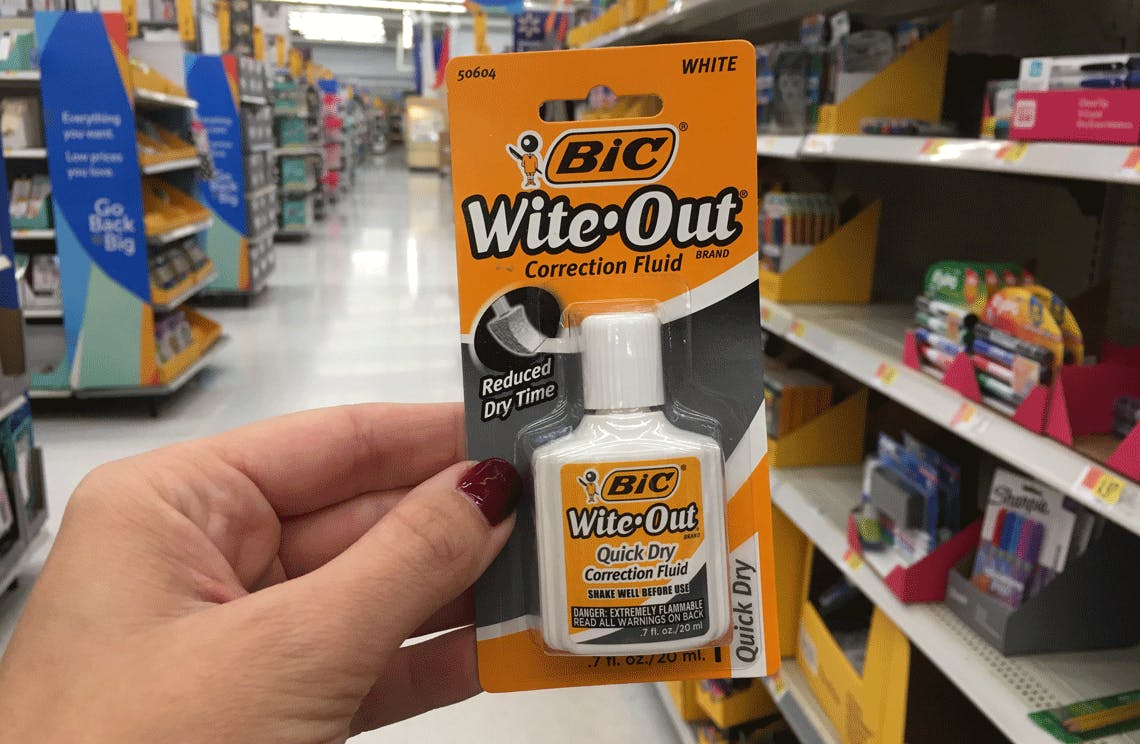 Everything
you want.
Low prices
you love.
Go
Back
to
Big
50604
WHITE
BiC®
Wite•Out®
BRAND
Correction Fluid
Reduced
Dry Time
BiC®
Wite•Out
BRAND
Quick Dry
Correction Fluid
SHAKE WELL BEFORE USE
DANGER: EXTREMELY FLAMMABLE
READ ALL WARNINGS ON BACK
.7 fl. oz./20 ml
.7 fl. oz./20 ml.
Quick Dry
Sharpie